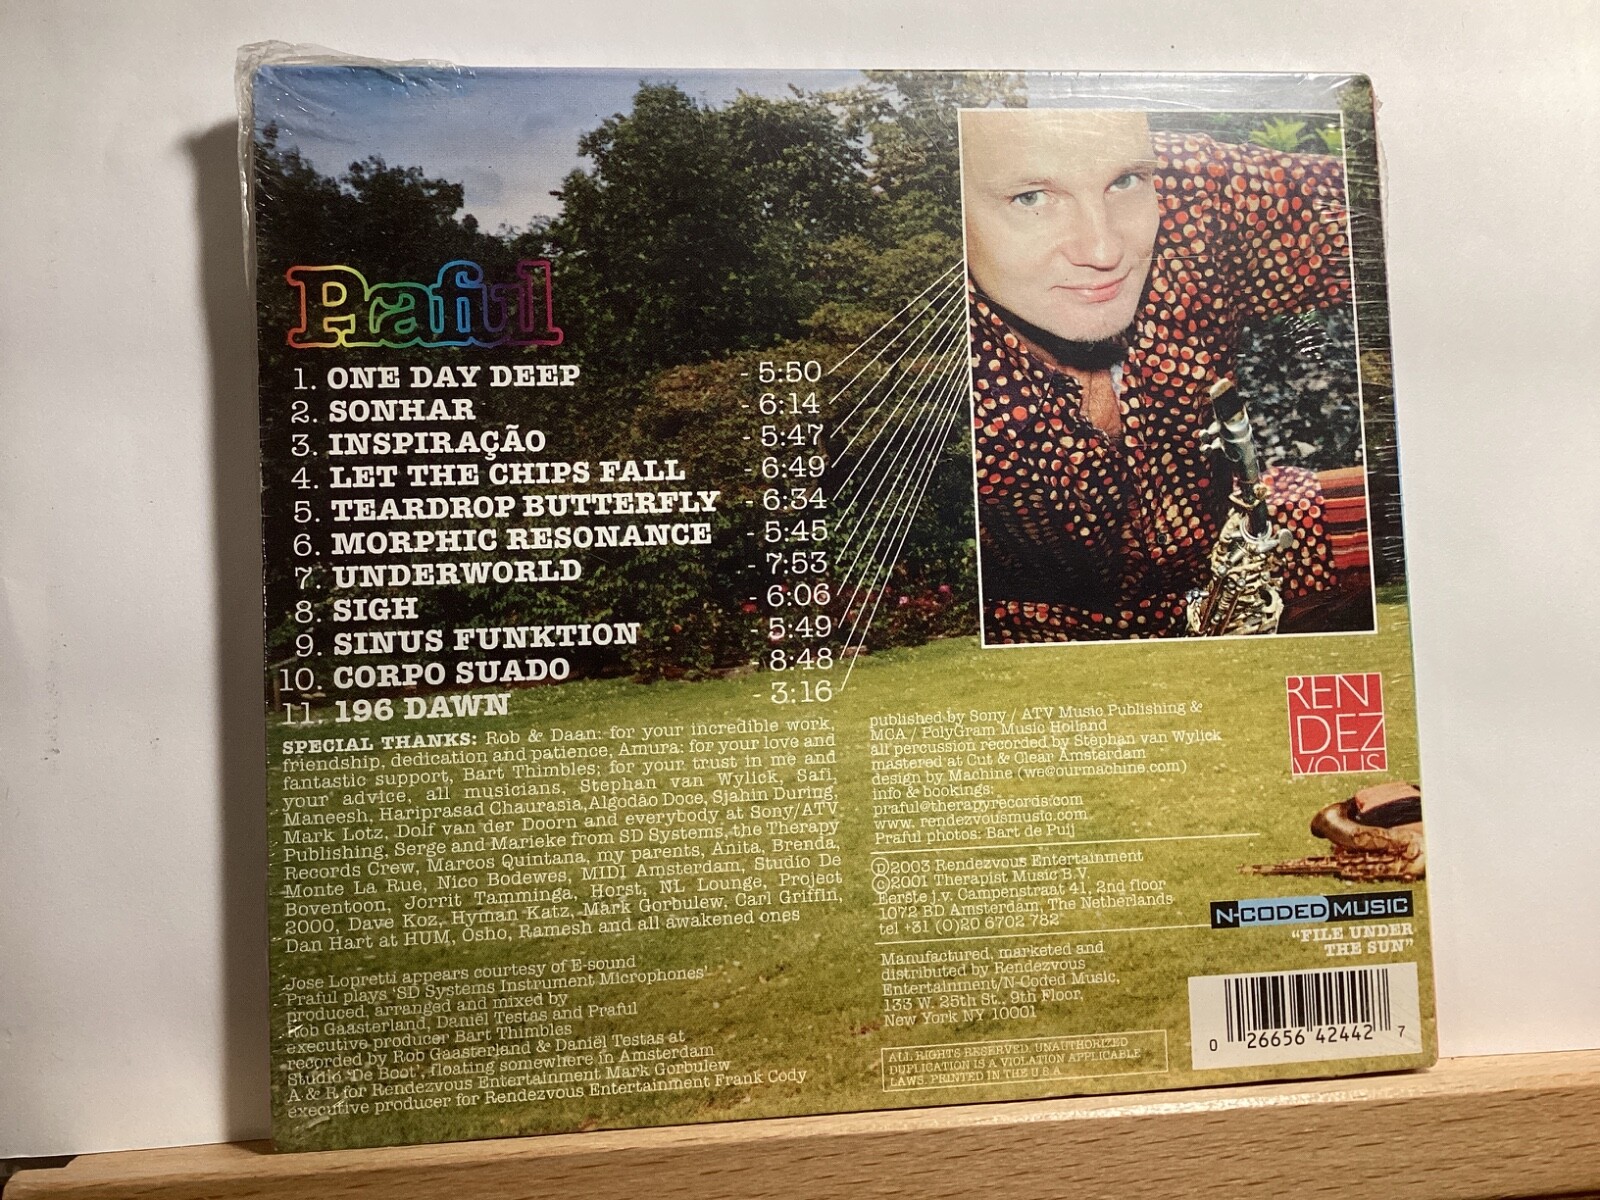 Praful
1. ONE DAY DEEP - 5:50
2. SONHAR - 6:14
3. INSPIRAÇÃO - 5:47
4. LET THE CHIPS FALL - 6:49
5. TEARDROP BUTTERFLY - 6:34
6. MORPHIC RESONANCE - 5:45
7. UNDERWORLD - 7:53
8. SIGH - 6:06
9. SINUS FUNKTION - 5:49
10. CORPO SUADO - 8:48
11. 196 DAWN - 3:16
SPECIAL THANKS: Rob & Daan: for your incredible work,
friendship, dedication and patience, Amura: for your love and
fantastic support, Bart Thimbles; for your trust in me and
your advice, all musicians, Stephan van Wylick, Safi,
Maneesh, Hariprasad Chaurasia, Algodão Doce, Sjahin During,
Mark Lotz, Dolf van der Doorn and everybody at Sony/ATV
Publishing, Serge and Marieke from SD Systems, the Therapy
Records Crew, Marcos Quintana, my parents, Anita, Brenda,
Monte La Rue, Nico Bodewes, MIDI Amsterdam, Studio De
Boventoon, Jorrit Tamminga, Horst, NL Lounge, Project
2000, Dave Koz, Hyman Katz, Mark Gorbulew, Carl Griffin,
Dan Hart at HUM, Osho, Ramesh and all awakened ones
Jose Lopretti appears courtesy of E-sound
Praful plays 'SD Systems Instrument Microphones'
produced, arranged and mixed by
Rob Gaasterland, Daniël Testas and Praful
executive producer Bart Thimbles
recorded by Rob Gaasterland & Daniël Testas at
Studio 'De Boot', floating somewhere in Amsterdam
A & R for Rendezvous Entertainment Mark Gorbulew
executive producer for Rendezvous Entertainment Frank Cody
published by Sony / ATV Music Publishing &
MCA / PolyGram Music Holland
all percussion recorded by Stephan van Wylick
mastered at Cut & Clear Amsterdam
design by Machine (we@ourmachine.com)
info & bookings:
praful@therapyrecords.com
www. rendezvousmusic.com
Praful photos: Bart de Puij
Ⓟ2003 Rendezvous Entertainment
©2001 Therapist Music B.V.
Eerste j.v. Campenstraat 41, 2nd floor
1072 BD Amsterdam, The Netherlands
tel +31 (0)20 6702 782
Manufactured, marketed and
distributed by Rendezvous
Entertainment/N-Coded Music,
133 W. 25th St., 9th Floor,
New York NY 10001
ALL RIGHTS RESERVED. UNAUTHORIZED
DUPLICATION IS A VIOLATION APPLICABLE
LAWS. PRINTED IN THE U.S.A
REN
DEZ
VOUS
N-CODED MUSIC
"FILE UNDER
THE SUN"
0 26656 42442 7